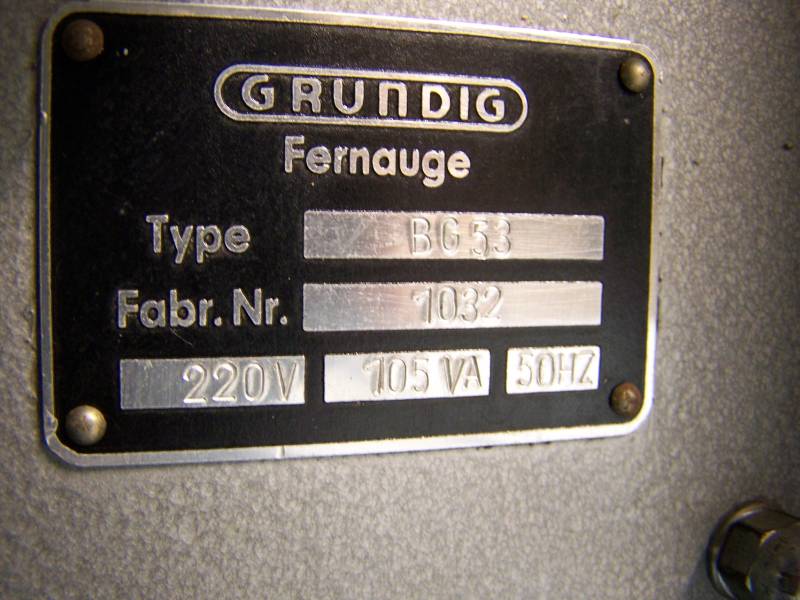 GRUNDIG
Fernauge
Type BG53
Fabr. Nr. 1032
220V 105 VA 50HZ